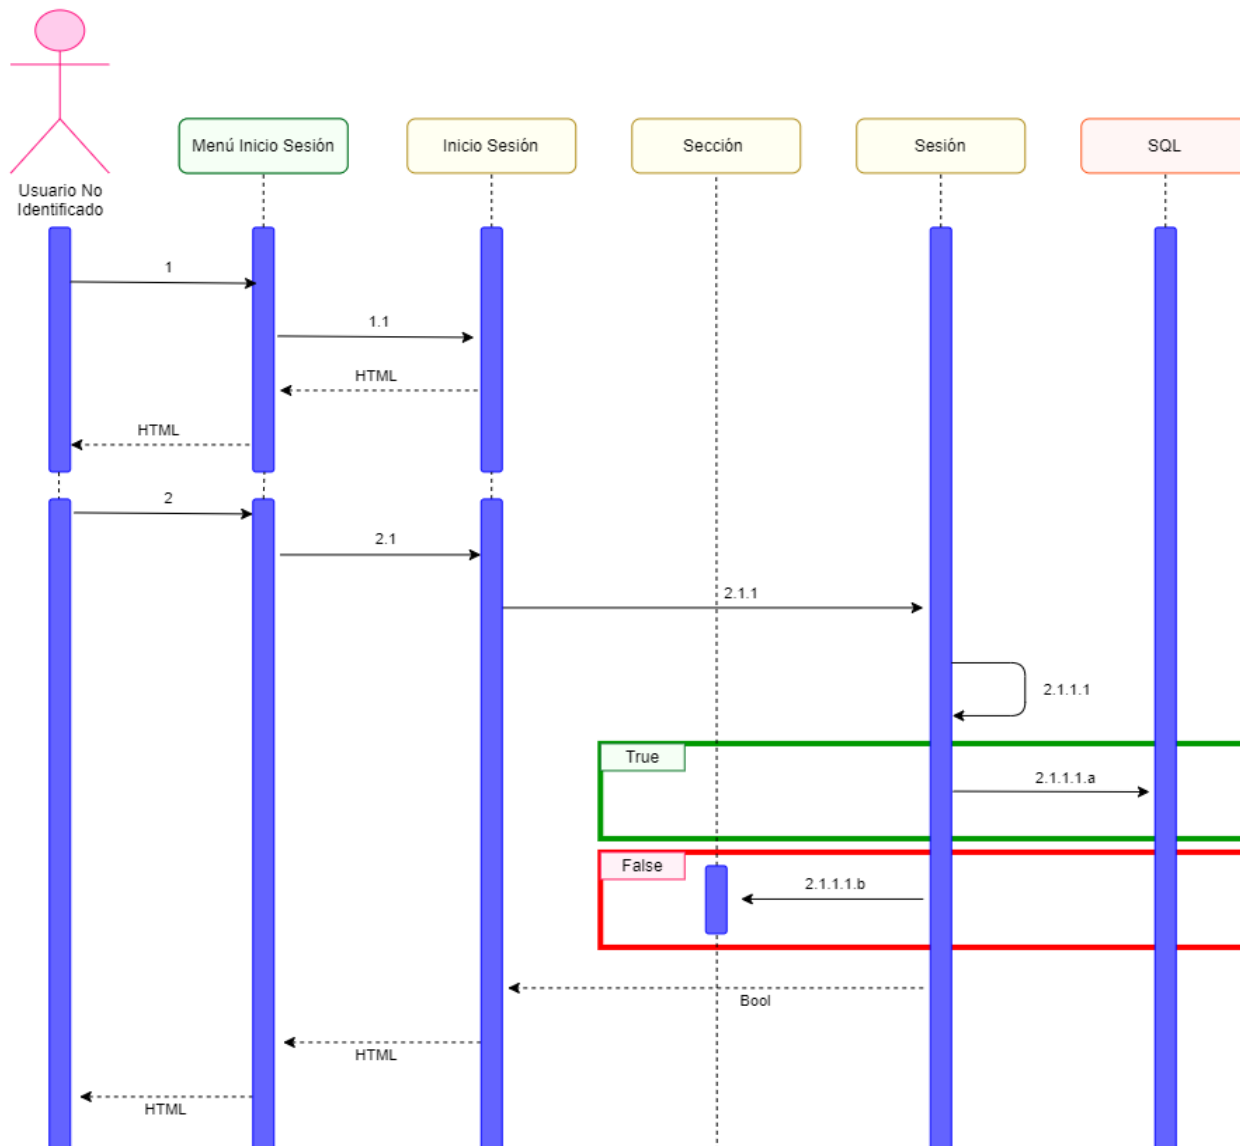 Usuario No
Identificado
Menú Inicio Sesión
Inicio Sesión
Sección
Sesión
SQL
1
1.1
HTML
HTML
2
2.1
2.1.1
2.1.1.1
True
2.1.1.1.a
False
2.1.1.1.b
Bool
HTML
HTML